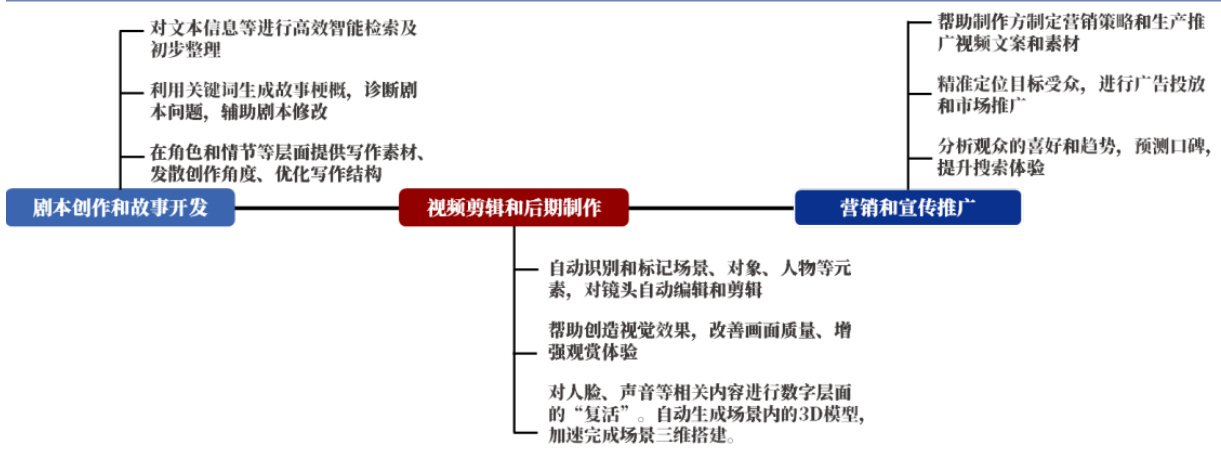 对文本信息等进行高效智能检索及
初步整理
利用关键词生成故事梗概，诊断剧
本问题，辅助剧本修改
在角色和情节等层面提供写作素材、
发散创作角度、优化写作结构
剧本创作和故事开发
视频剪辑和后期制作
自动识别和标记场景、对象、人物等元
素，对镜头自动编辑和剪辑
帮助创造视觉效果，改善画面质量、增
强观赏体验
对人脸、声音等相关内容进行数字层面
的“复活”。自动生成场景内的3D模型，
加速完成场景三维搭建。
帮助制作方制定营销策略和生产推
广视频文案和素材
精准定位目标受众，进行广告投放
和市场推广
分析观众的喜好和趋势，预测口碑，
提升搜索体验
营销和宣传推广